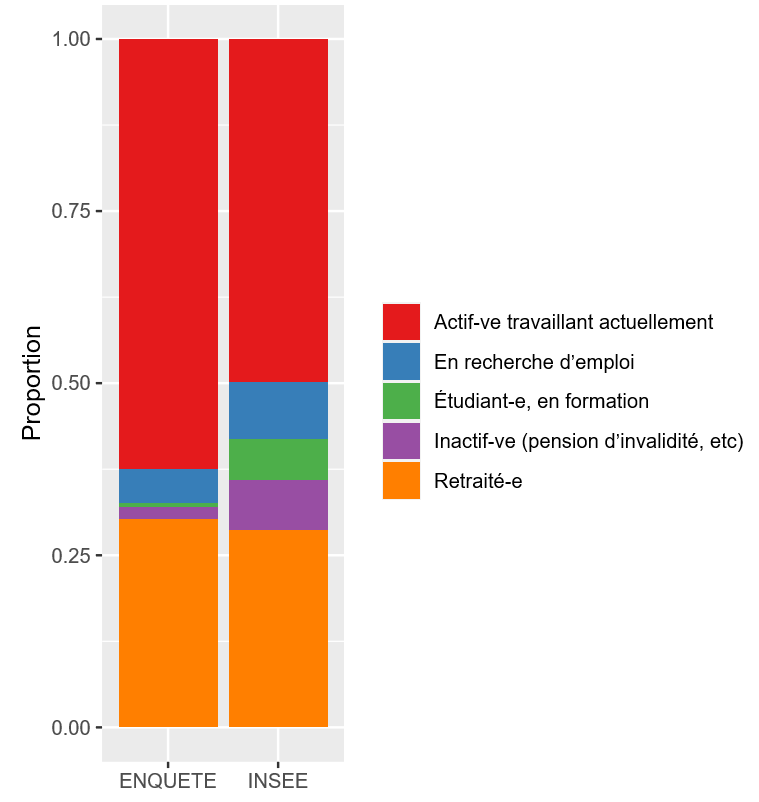 1.00
0.75
0.50
0.25
0.00
Proportion
ENQUETE
INSEE
Actif-ve travaillant actuellement
En recherche d’emploi
Étudiant-e, en formation
Inactif-ve (pension d’invalidité, etc)
Retraité-e